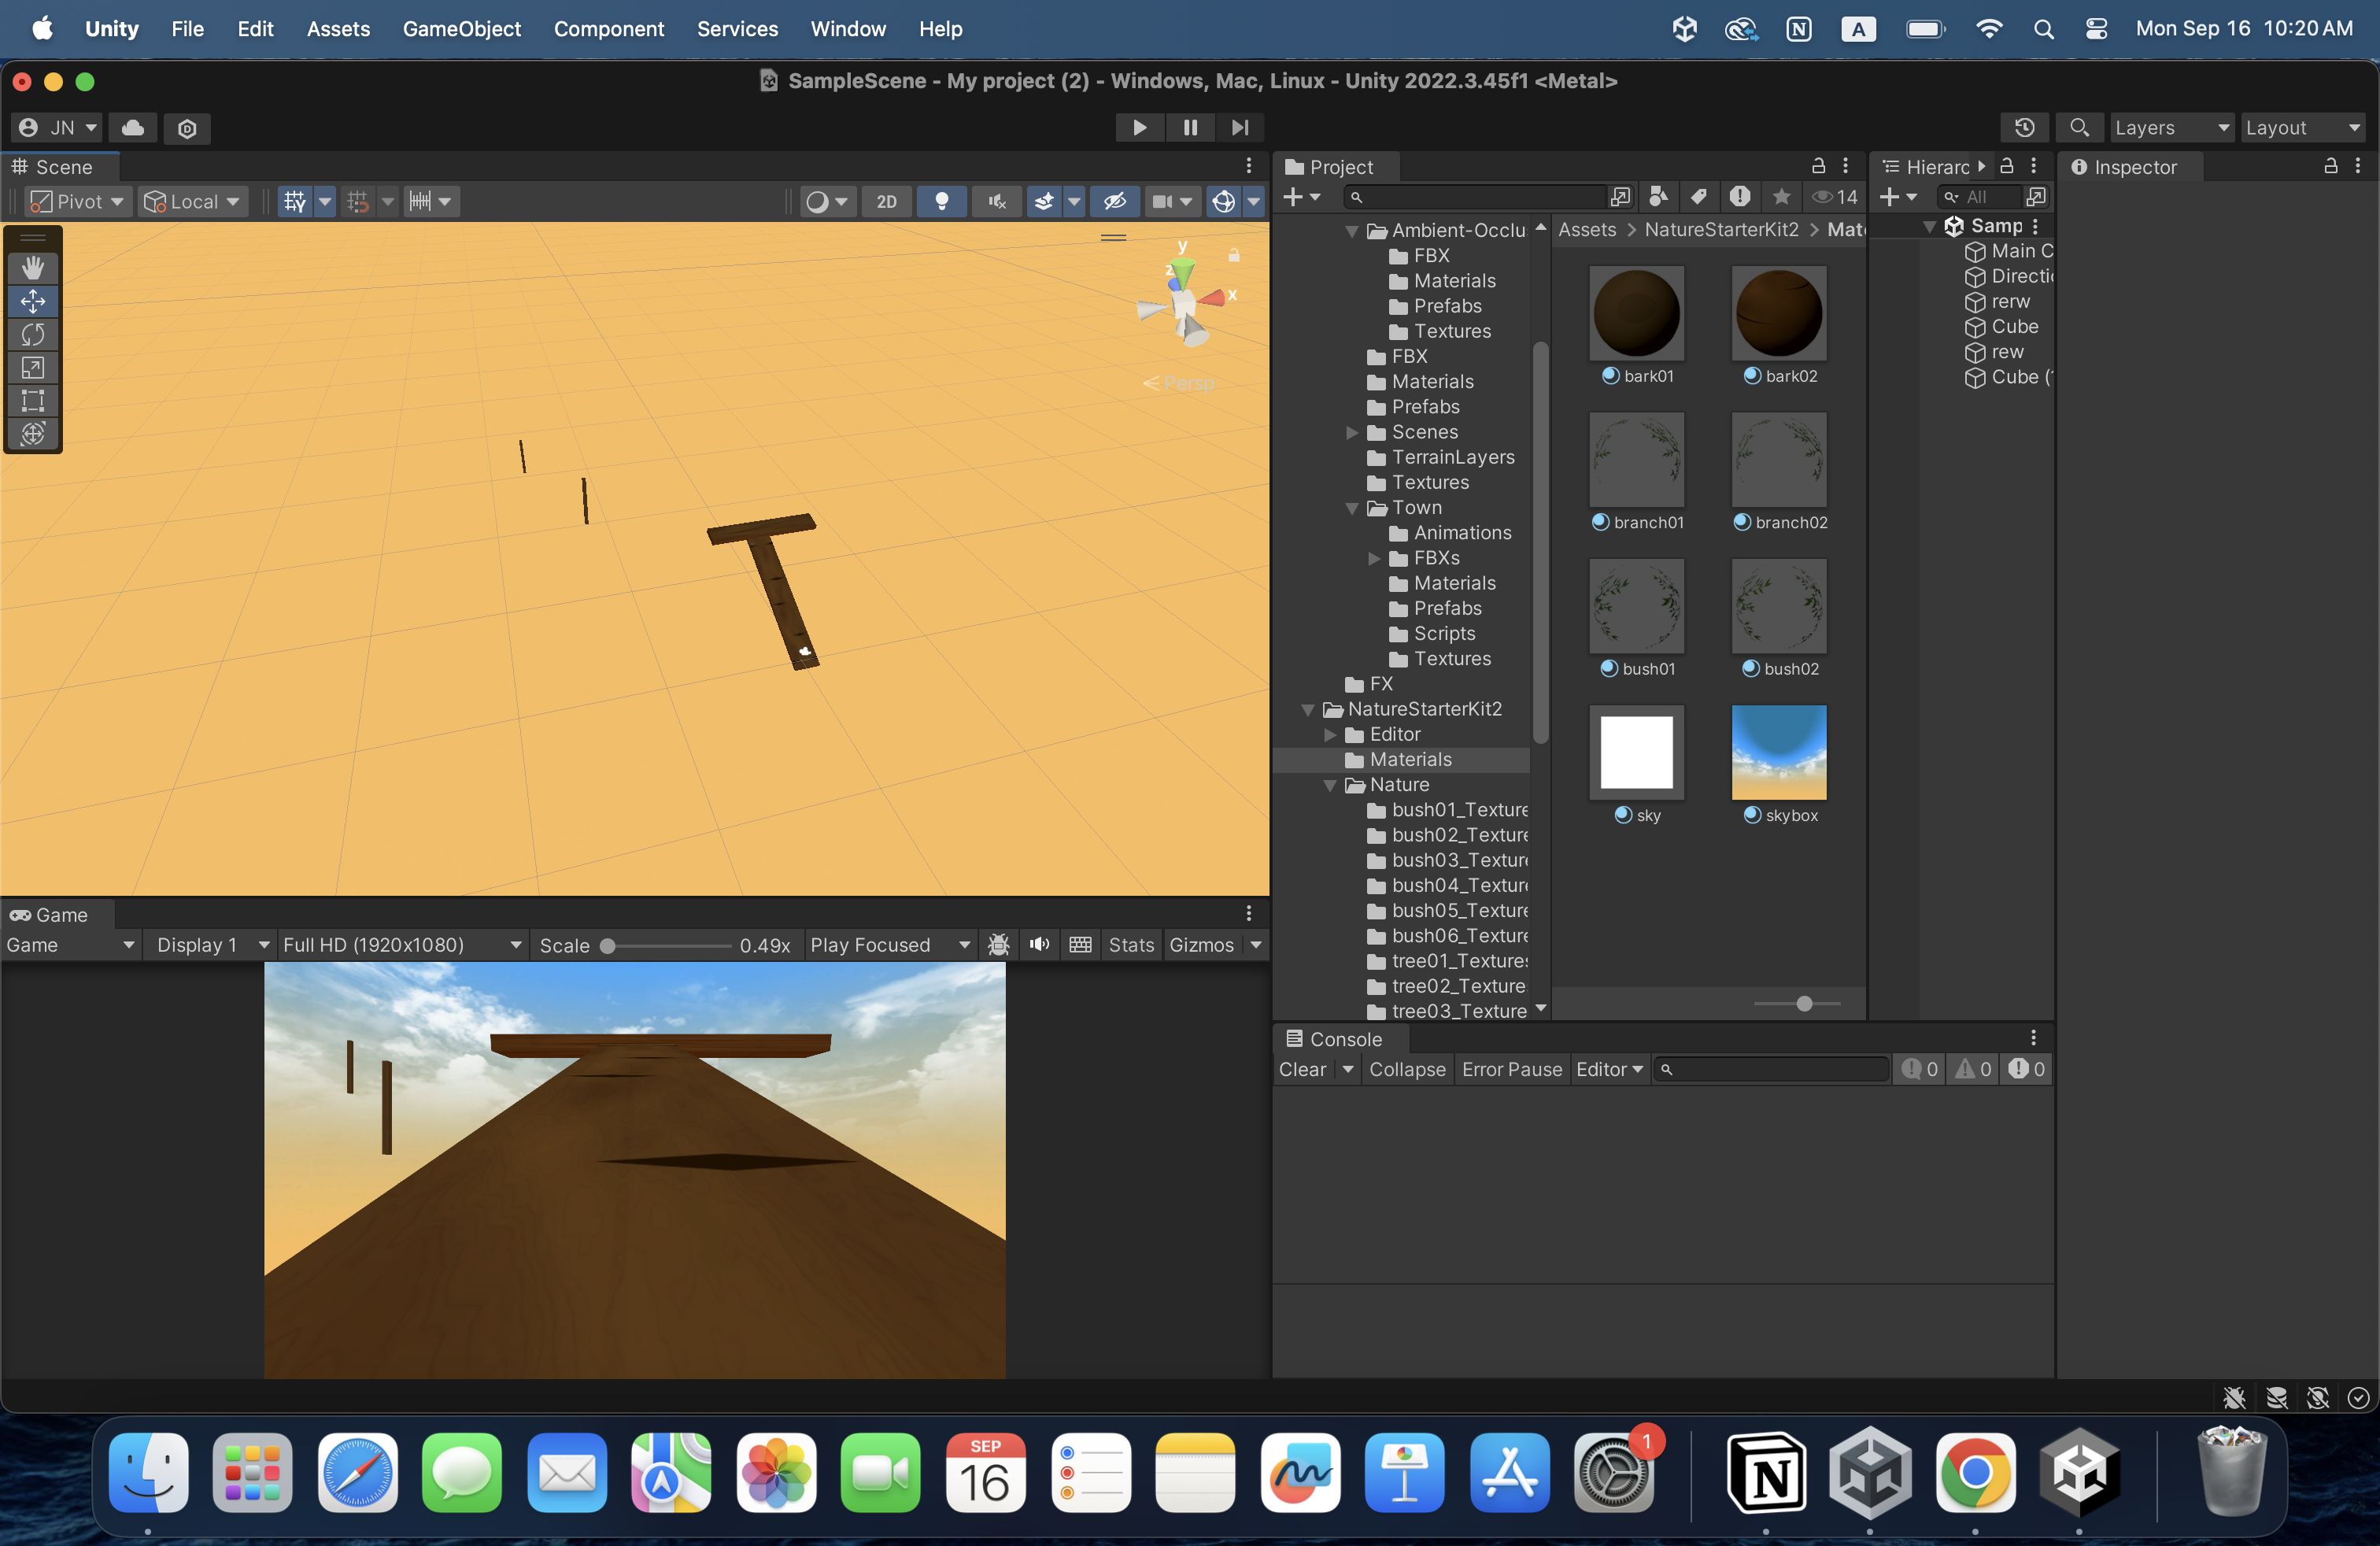 Unity File Edit Assets GameObject Component Services Window Help
A
Mon Sep 16 10:20 AM
SampleScene - My project (2) - Windows, Mac, Linux - Unity 2022.3.45f1 <Metal>
JN
Layers
Layout
Scene
Pivot
Local
2D
y
z
x
Persp
Project
14
Ambient-Occlu
FBX
Materials
Prefabs
Textures
FBX
Materials
Prefabs
Scenes
TerrainLayers
Textures
Town
Animations
FBXs
Materials
Prefabs
Scripts
Textures
FX
NatureStarterKit2
Editor
Materials
Nature
bush01_Texture
bush02_Texture
bush03_Texture
bush04_Texture
bush05_Texture
bush06_Texture
tree01_Textures
tree02_Texture
tree03_Texture
Assets > NatureStarterKit2 > Mate
bark01
bark02
branch01
branch02
bush01
bush02
sky
skybox
Hierarc
All
Samp
Main C
Directi
rerw
Cube
rew
Cube (
Inspector
Game
Game
Display 1
Full HD (1920x1080)
Scale
0.49x
Play Focused
Stats
Gizmos
Console
Clear
Collapse
Error Pause
Editor
0
0
0
SEP
16
1
N